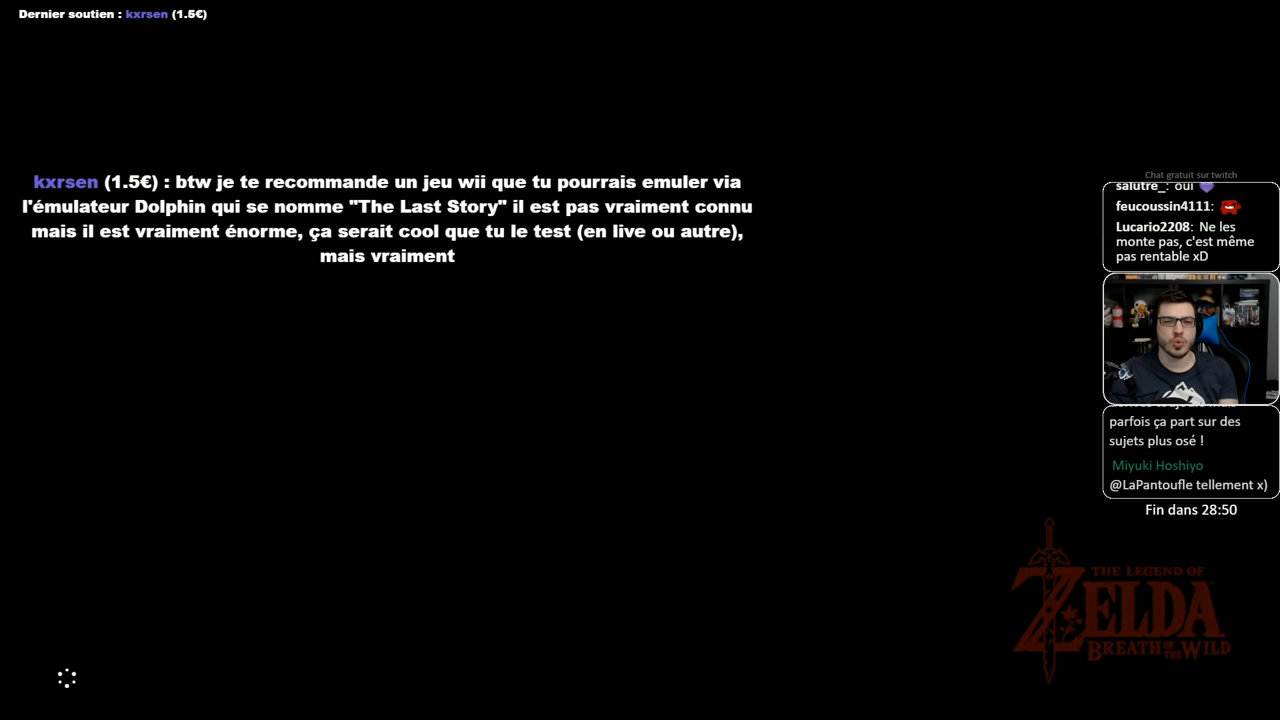 Dernier soutien : kxrsen (1.5€)
kxrsen (1.5€) : btw je te recommande un jeu wii que tu pourrais emuler via
l'émulateur Dolphin qui se nomme "The Last Story" il est pas vraiment connu
mais il est vraiment énorme, ça serait cool que tu le test (en live ou autre),
mais vraiment
Chat gratuit sur twitch
salutre_: oui
feucoussin4111:
Lucario2208: Ne les
monte pas, c'est même
pas rentable xD
parfois ça part sur des
sujets plus osé !
Miyuki Hoshiyo
@LaPantoufle tellement x)
Fin dans 28:50
THE LEGEND OF
ZELDA
BREATH OF THE WILD